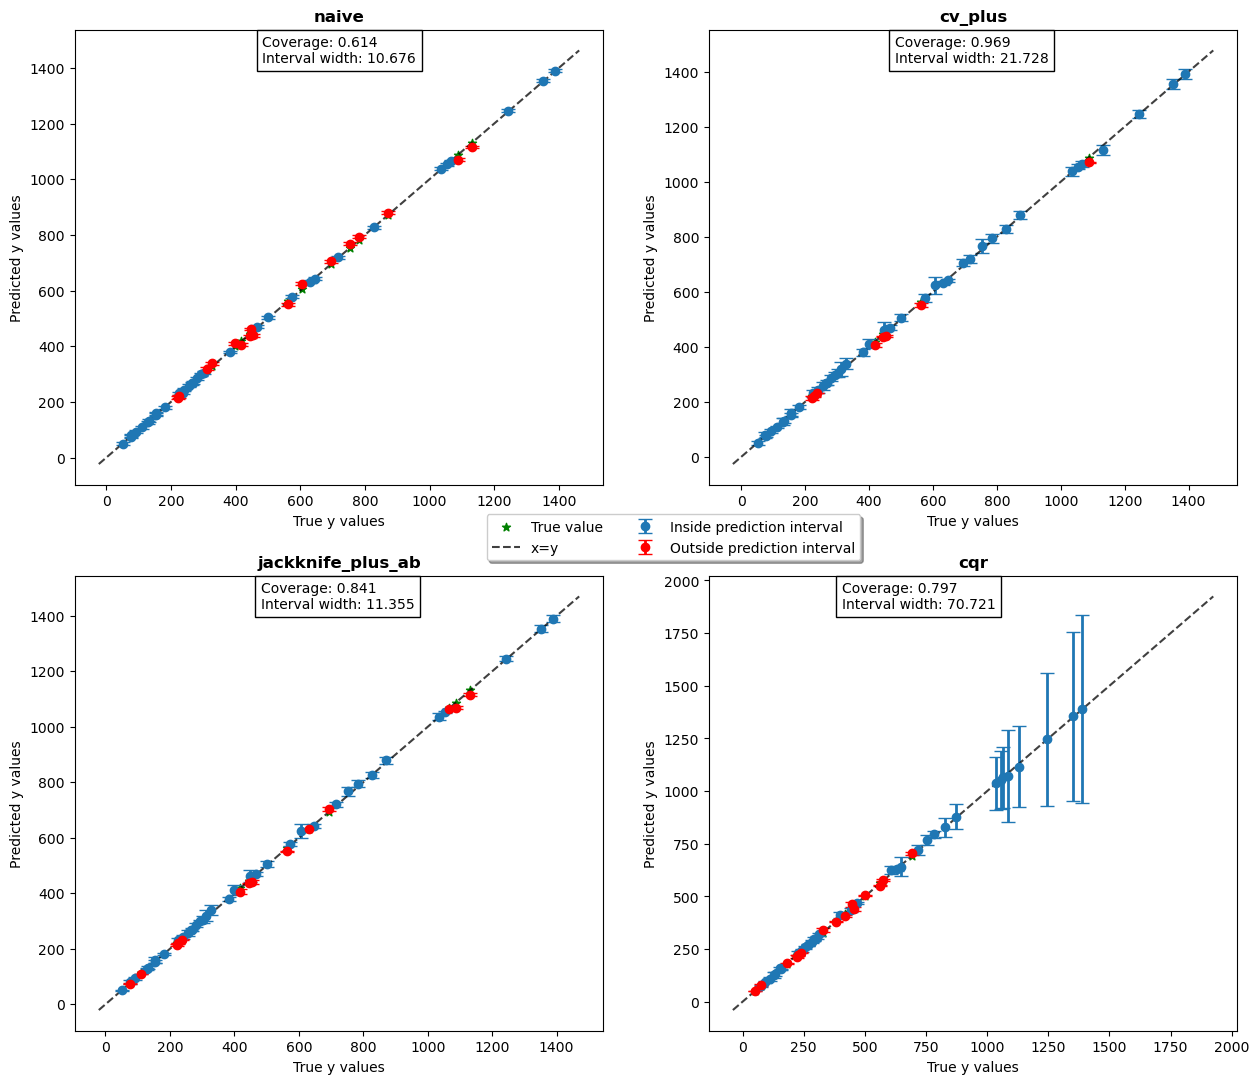 naive
Coverage: 0.614
Interval width: 10.676
Predicted y values
1400
1200
1000
800
600
400
200
0
0 200 400 600 800 1000 1200 1400
True y values
cv_plus
Coverage: 0.969
Interval width: 21.728
Predicted y values
1400
1200
1000
800
600
400
200
0
0 200 400 600 800 1000 1200 1400
True y values
True value
x=y
Inside prediction interval
Outside prediction interval
jackknife_plus_ab
Coverage: 0.841
Interval width: 11.355
Predicted y values
1400
1200
1000
800
600
400
200
0
0 200 400 600 800 1000 1200 1400
True y values
cqr
Coverage: 0.797
Interval width: 70.721
Predicted y values
2000
1750
1500
1250
1000
750
500
250
0
0 250 500 750 1000 1250 1500 1750 2000
True y values